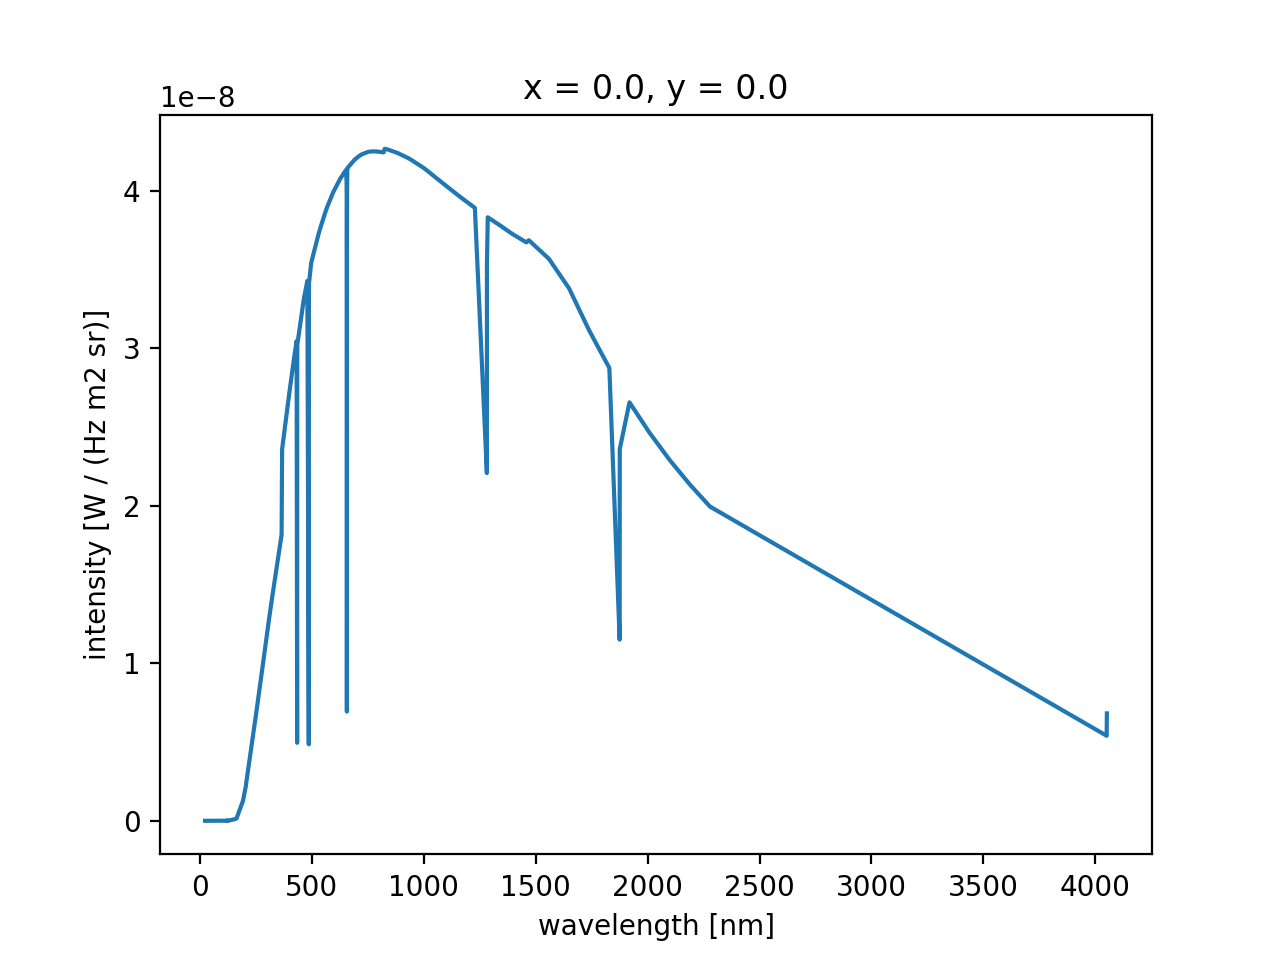 x = 0.0, y = 0.0
1e−8
4
3
2
1
0
intensity [W / (Hz m2 sr)]
0 500 1000 1500 2000 2500 3000 3500 4000
wavelength [nm]